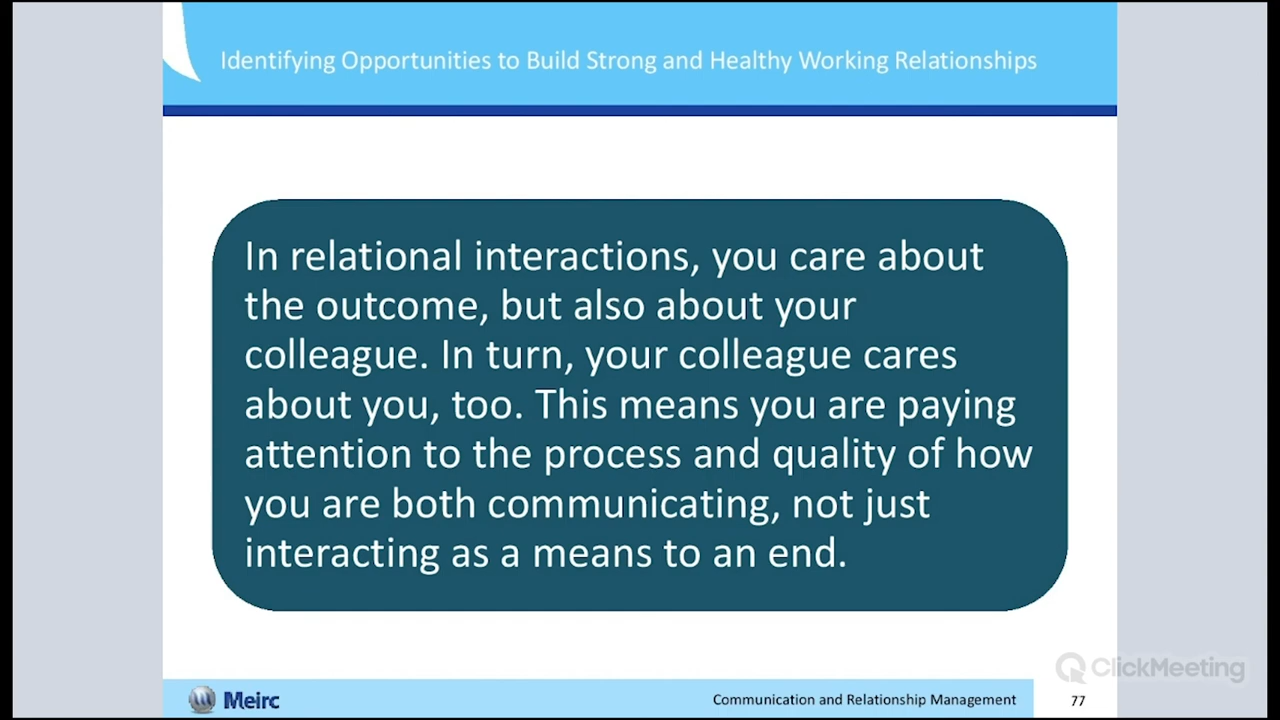 Identifying Opportunities to Build Strong and Healthy Working Relationships
In relational interactions, you care about
the outcome, but also about your
colleague. In turn, your colleague cares
about you, too. This means you are paying
attention to the process and quality of how
you are both communicating, not just
interacting as a means to an end.
ClickMeeting
Meirc
Communication and Relationship Management
77